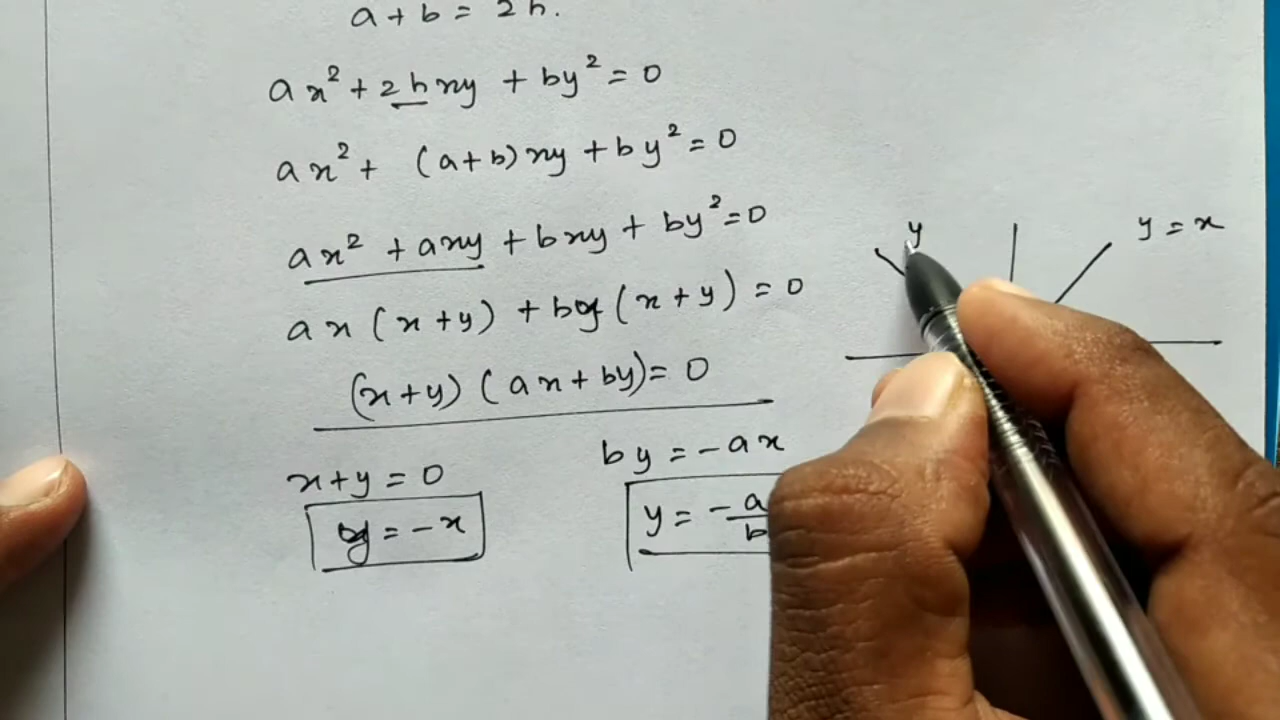 a + b = 2h.
ax² + 2hxy + by² = 0
ax² + (a+b)xy + by² = 0
ax² + axy + bxy + by² = 0
ax(x+y) + by(x+y) = 0
(x+y)(ax+by) = 0
x+y = 0
y = -x
by = -ax
y = -a/b
y
y = x